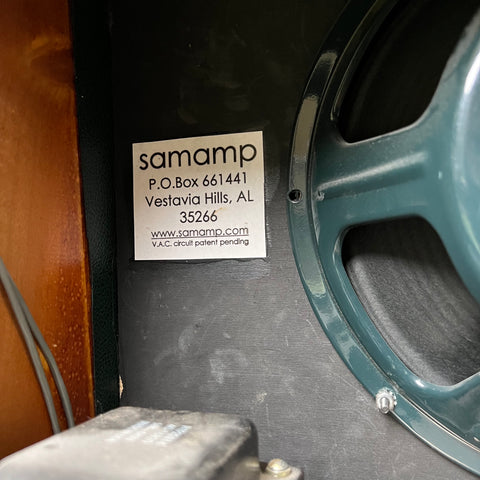 samamp
P.O.Box 661441
Vestavia Hills, AL
35266
www.samamp.com
V.A.C. circuit patent pending